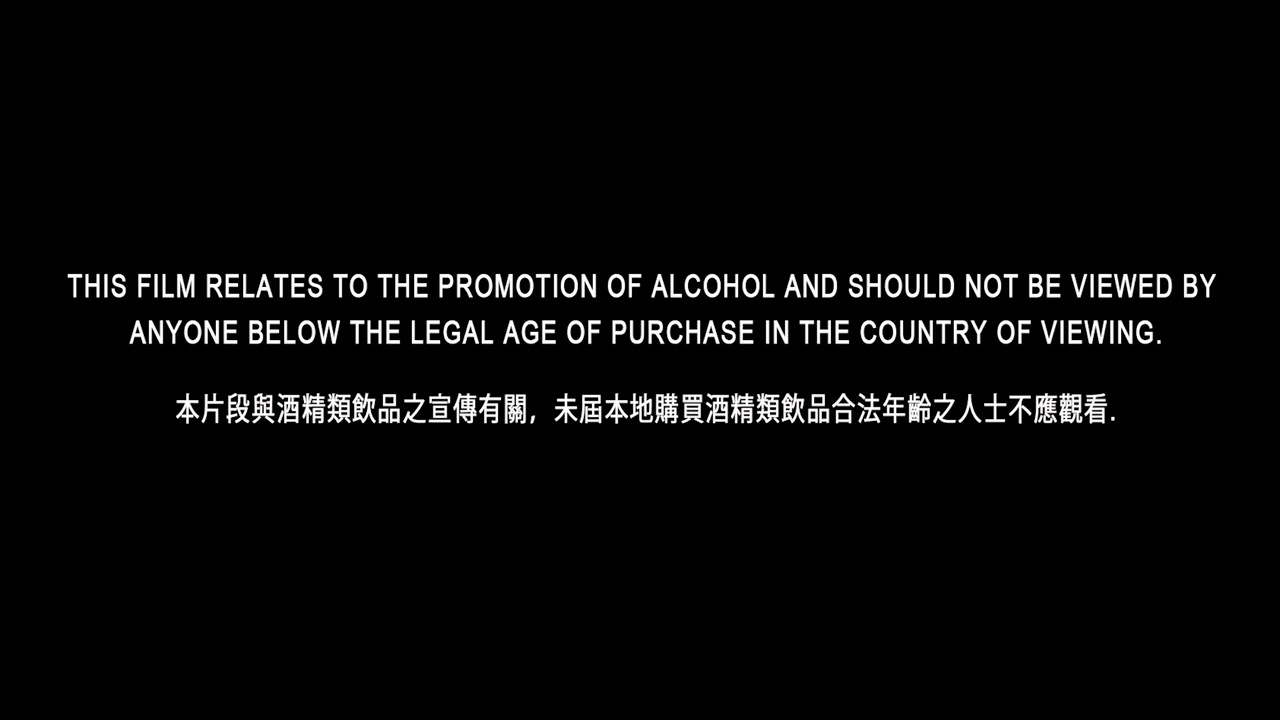 THIS FILM RELATES TO THE PROMOTION OF ALCOHOL AND SHOULD NOT BE VIEWED BY
ANYONE BELOW THE LEGAL AGE OF PURCHASE IN THE COUNTRY OF VIEWING.
本片段與酒精類飲品之宣傳有關，未屆本地購買酒精類飲品合法年齡之人士不應觀看.